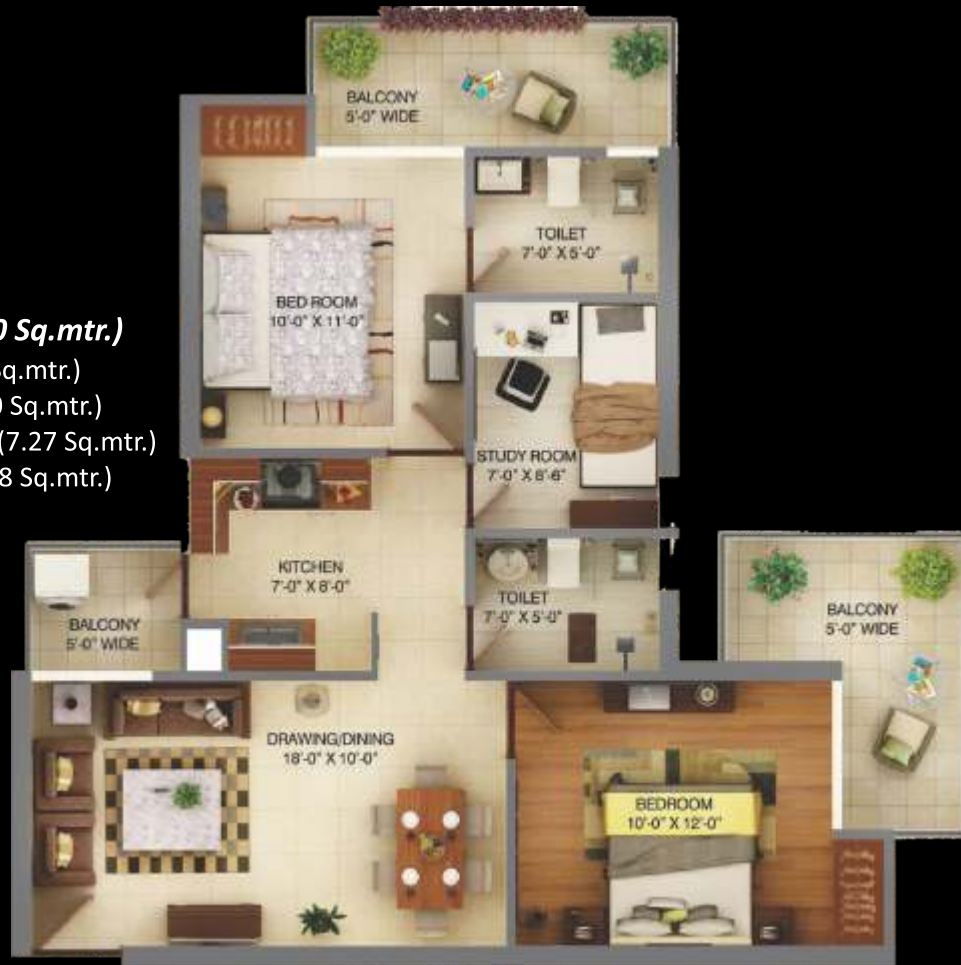 BALCONY
5'-0" WIDE
TOILET
7'-0" X 5'-0"
BED ROOM
10'-0" X 11'-0"
0 Sq.mtr.)
Sq.mtr.)
0 Sq.mtr.)
(7.27 Sq.mtr.)
8 Sq.mtr.)
STUDY ROOM
7'-0" X 8'-6"
KITCHEN
7'-0" X 8'-0"
TOILET
7'-0" X 5'-0"
BALCONY
5'-0" WIDE
BALCONY
5'-0" WIDE
DRAWING/DINING
18'-0" X 10'-0"
BEDROOM
10'-0" X 12'-0"